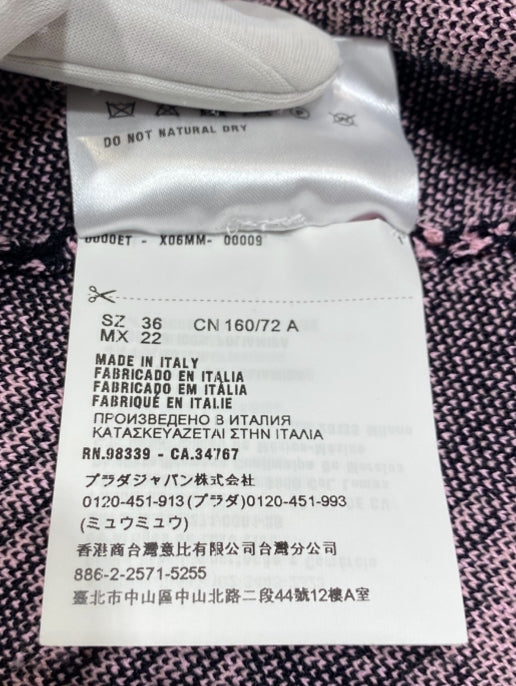 DO NOT NATURAL DRY
0000ET - X06MM- 00009
SZ 36 CN 160/72 A
MX 22
MADE IN ITALY
FABRICADO EN ITALIA
FABRICADO EM ITÁLIA
FABRIQUÉ EN ITALIE
ПРОИЗВЕДЕНО В ИТАЛИЯ
ΚΑΤΑΣΚΕΥΑΖΕΤΑΙ ΣΤΗΝ ΙΤΑΛΙΑ
RN.98339 - CA.34767
プラダジャパン株式会社
0120-451-913(プラダ)0120-451-993
(ミュウミュウ)
香港商台灣意比有限公司台灣分公司
886-2-2571-5255
臺北市中山區中山北路二段44號12樓A室